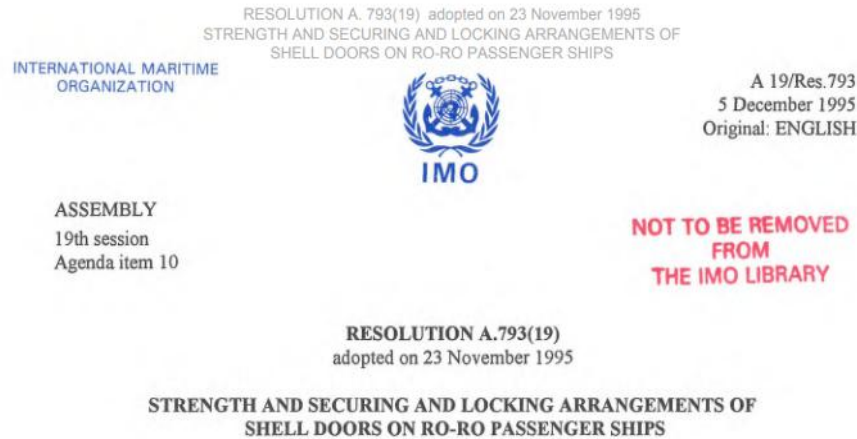 RESOLUTION A. 793(19) adopted on 23 November 1995
STRENGTH AND SECURING AND LOCKING ARRANGEMENTS OF
SHELL DOORS ON RO-RO PASSENGER SHIPS
INTERNATIONAL MARITIME
ORGANIZATION
IMO
A 19/Res.793
5 December 1995
Original: ENGLISH
ASSEMBLY
19th session
Agenda item 10
NOT TO BE REMOVED
FROM
THE IMO LIBRARY
RESOLUTION A.793(19)
adopted on 23 November 1995
STRENGTH AND SECURING AND LOCKING ARRANGEMENTS OF
SHELL DOORS ON RO-RO PASSENGER SHIPS